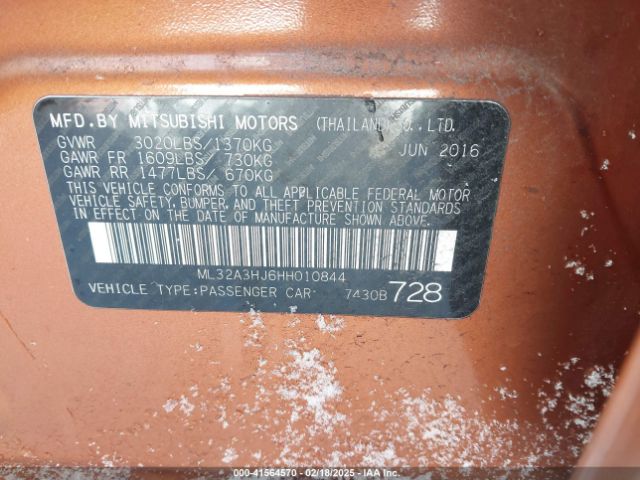 MFD.BY MITSUBISHI MOTORS (THAILAND)CO.,LTD.
GVWR 3020LBS/1370KG JUN 2016
GAWR FR 1609LBS/ 730KG
GAWR RR 1477LBS/ 670KG
THIS VEHICLE CONFORMS TO ALL APPLICABLE FEDERAL MOTOR
VEHICLE SAFETY, BUMPER, AND THEFT PREVENTION STANDARDS
IN EFFECT ON THE DATE OF MANUFACTURE SHOWN ABOVE.
ML32A3HJ6HH010844
VEHICLE TYPE:PASSENGER CAR 7430B 728
000-41564570 - 02/18/2025 - IAA Inc.